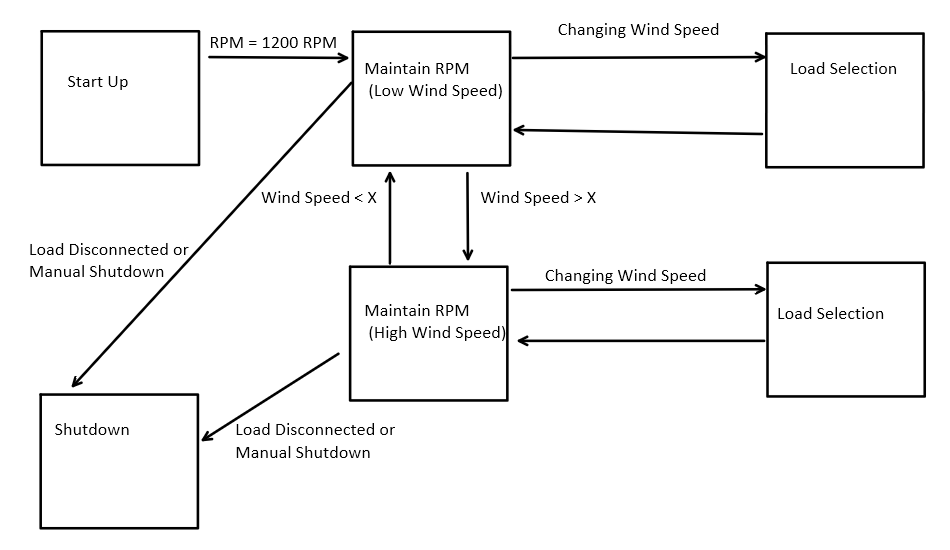 Changing Wind Speed
RPM = 1200 RPM
Start Up
Maintain RPM
(Low Wind Speed)
Load Selection
Wind Speed < X
Wind Speed > X
Load Disconnected or
Manual Shutdown
Changing Wind Speed
Maintain RPM
(High Wind Speed)
Load Selection
Shutdown
Load Disconnected or
Manual Shutdown